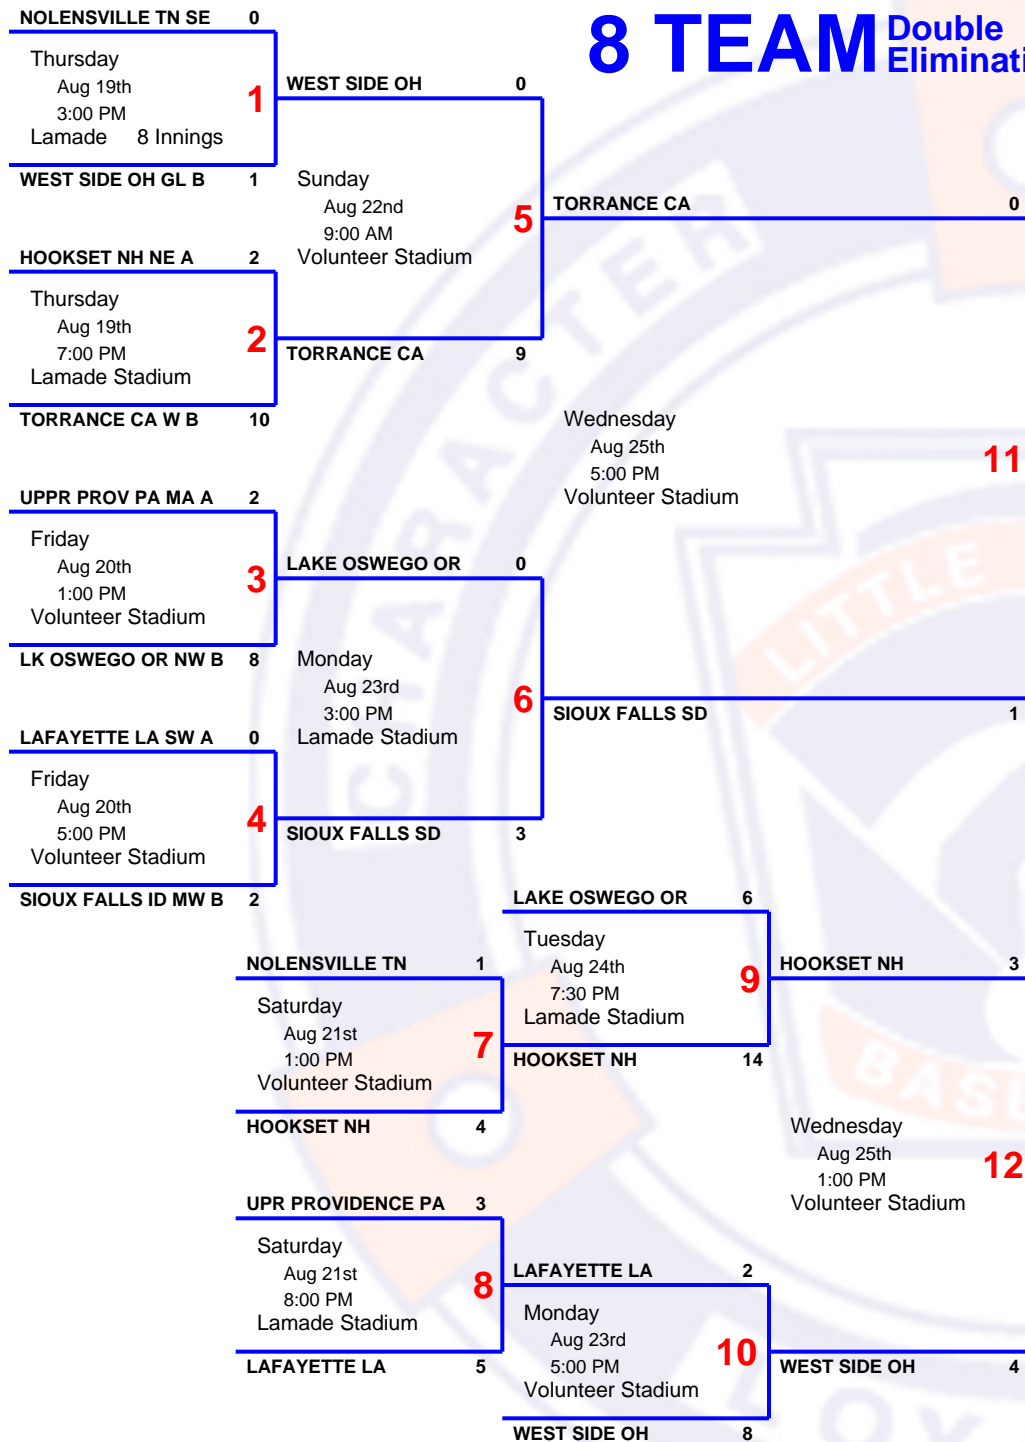 8 TEAM Double
Eliminati
NOLENSVILLE TN SE 0
Thursday
Aug 19th
3:00 PM
Lamade 8 Innings
1
WEST SIDE OH GL B 1
WEST SIDE OH 0
Sunday
Aug 22nd
9:00 AM
Volunteer Stadium
5
TORRANCE CA 0
HOOKSET NH NE A 2
Thursday
Aug 19th
7:00 PM
Lamade Stadium
2
TORRANCE CA 9
TORRANCE CA W B 10
Wednesday
Aug 25th
5:00 PM
Volunteer Stadium
11
UPPR PROV PA MA A 2
Friday
Aug 20th
1:00 PM
Volunteer Stadium
3
LAKE OSWEGO OR 0
LK OSWEGO OR NW B 8
Monday
Aug 23rd
3:00 PM
Lamade Stadium
6
SIOUX FALLS SD 1
LAFAYETTE LA SW A 0
Friday
Aug 20th
5:00 PM
Volunteer Stadium
4
SIOUX FALLS SD 3
SIOUX FALLS ID MW B 2
LAKE OSWEGO OR 6
Tuesday
Aug 24th
7:30 PM
Lamade Stadium
9
HOOKSET NH 3
NOLENSVILLE TN 1
Saturday
Aug 21st
1:00 PM
Volunteer Stadium
7
HOOKSET NH 14
HOOKSET NH 4
Wednesday
Aug 25th
1:00 PM
Volunteer Stadium
12
UPR PROVIDENCE PA 3
Saturday
Aug 21st
8:00 PM
Lamade Stadium
8
LAFAYETTE LA 2
LAFAYETTE LA 5
Monday
Aug 23rd
5:00 PM
Volunteer Stadium
10
WEST SIDE OH 4
WEST SIDE OH 8
CHARACTER
LITTLE
BASE